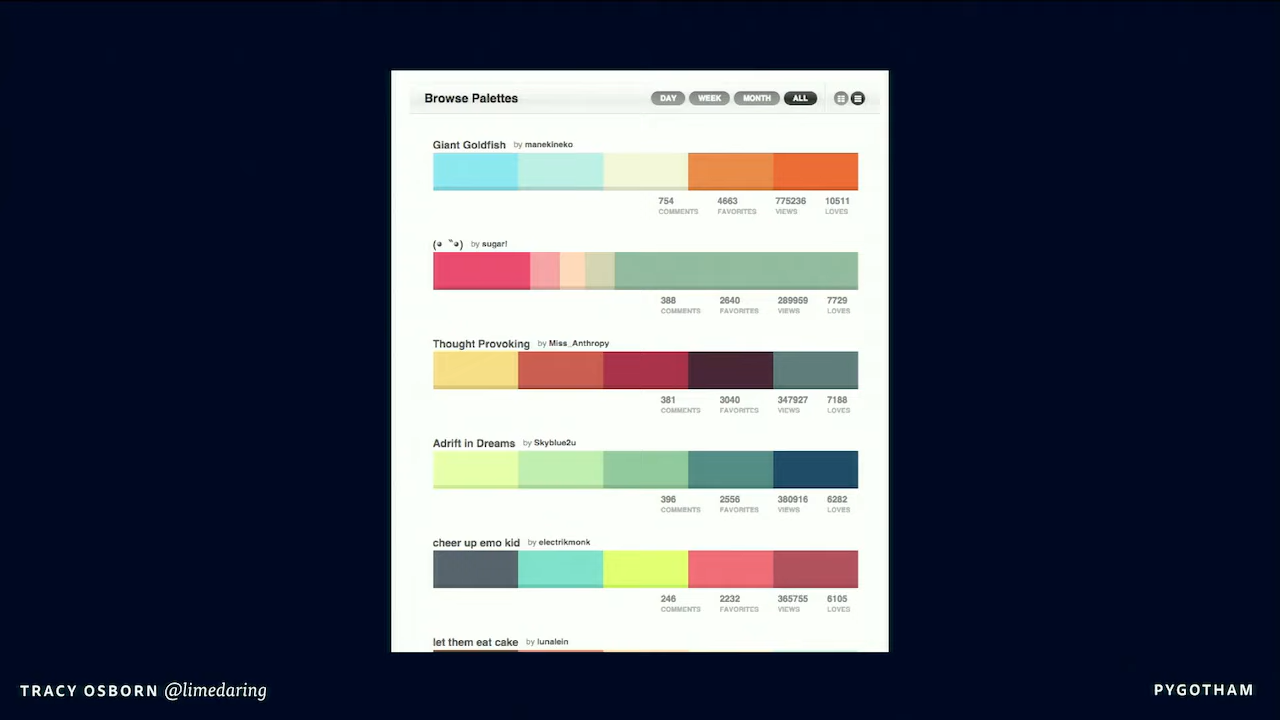 Browse Palettes DAY WEEK MONTH ALL
Giant Goldfish by manekineko
754 4663 775236 10511
COMMENTS FAVORITES VIEWS LOVES
by sugar!
388 2640 289959 7729
COMMENTS FAVORITES VIEWS LOVES
Thought Provoking by Miss_Anthropy
381 3040 347927 7188
COMMENTS FAVORITES VIEWS LOVES
Adrift in Dreams by Skyblue2u
396 2556 380916 6282
COMMENTS FAVORITES VIEWS LOVES
cheer up emo kid by electrikmonk
246 2232 365755 6105
COMMENTS FAVORITES VIEWS LOVES
let them eat cake by lunalein
TRACY OSBORN @limedaring PYGOTHAM